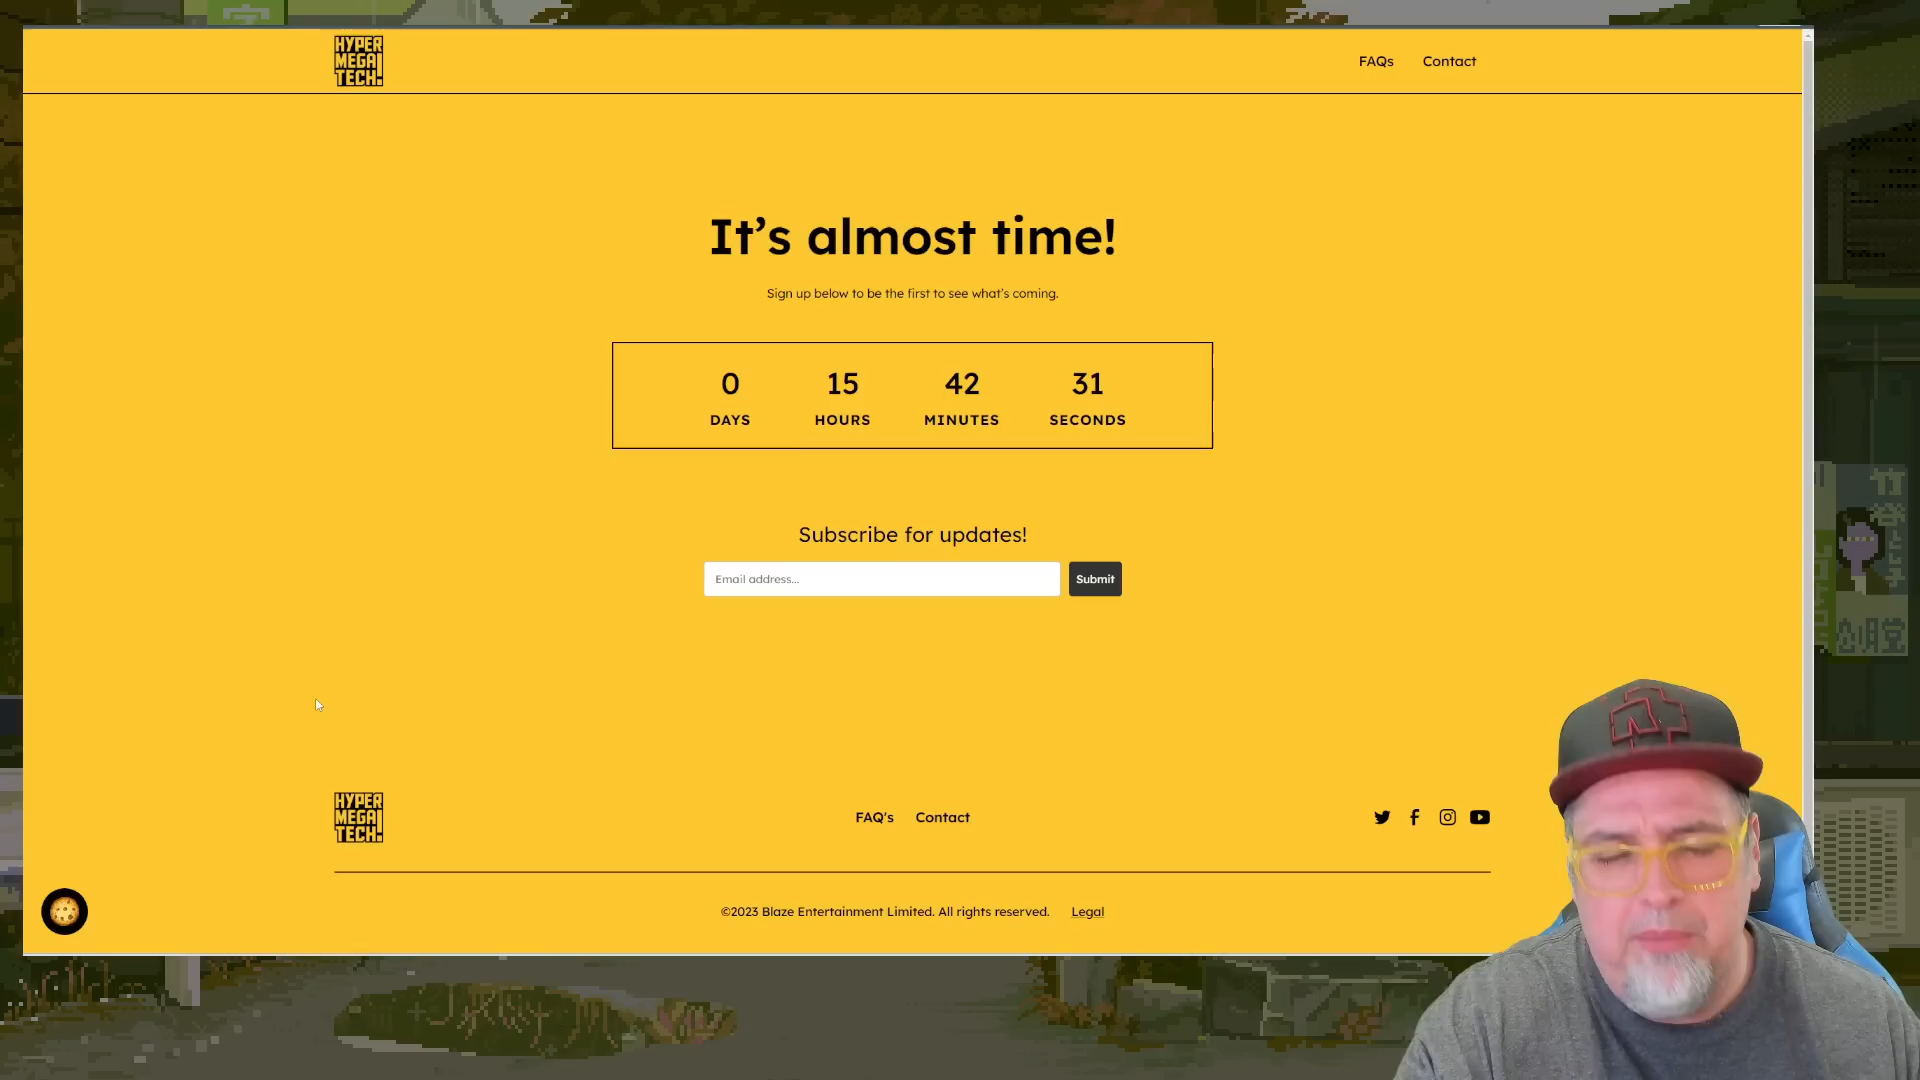 HYPER
MEGA
TECH!
FAQs
Contact
It’s almost time!
Sign up below to be the first to see what’s coming.
0
15
42
31
DAYS
HOURS
MINUTES
SECONDS
Subscribe for updates!
Email address...
Submit
HYPER
MEGA
TECH!
FAQ's
Contact
©2023 Blaze Entertainment Limited. All rights reserved.
Legal